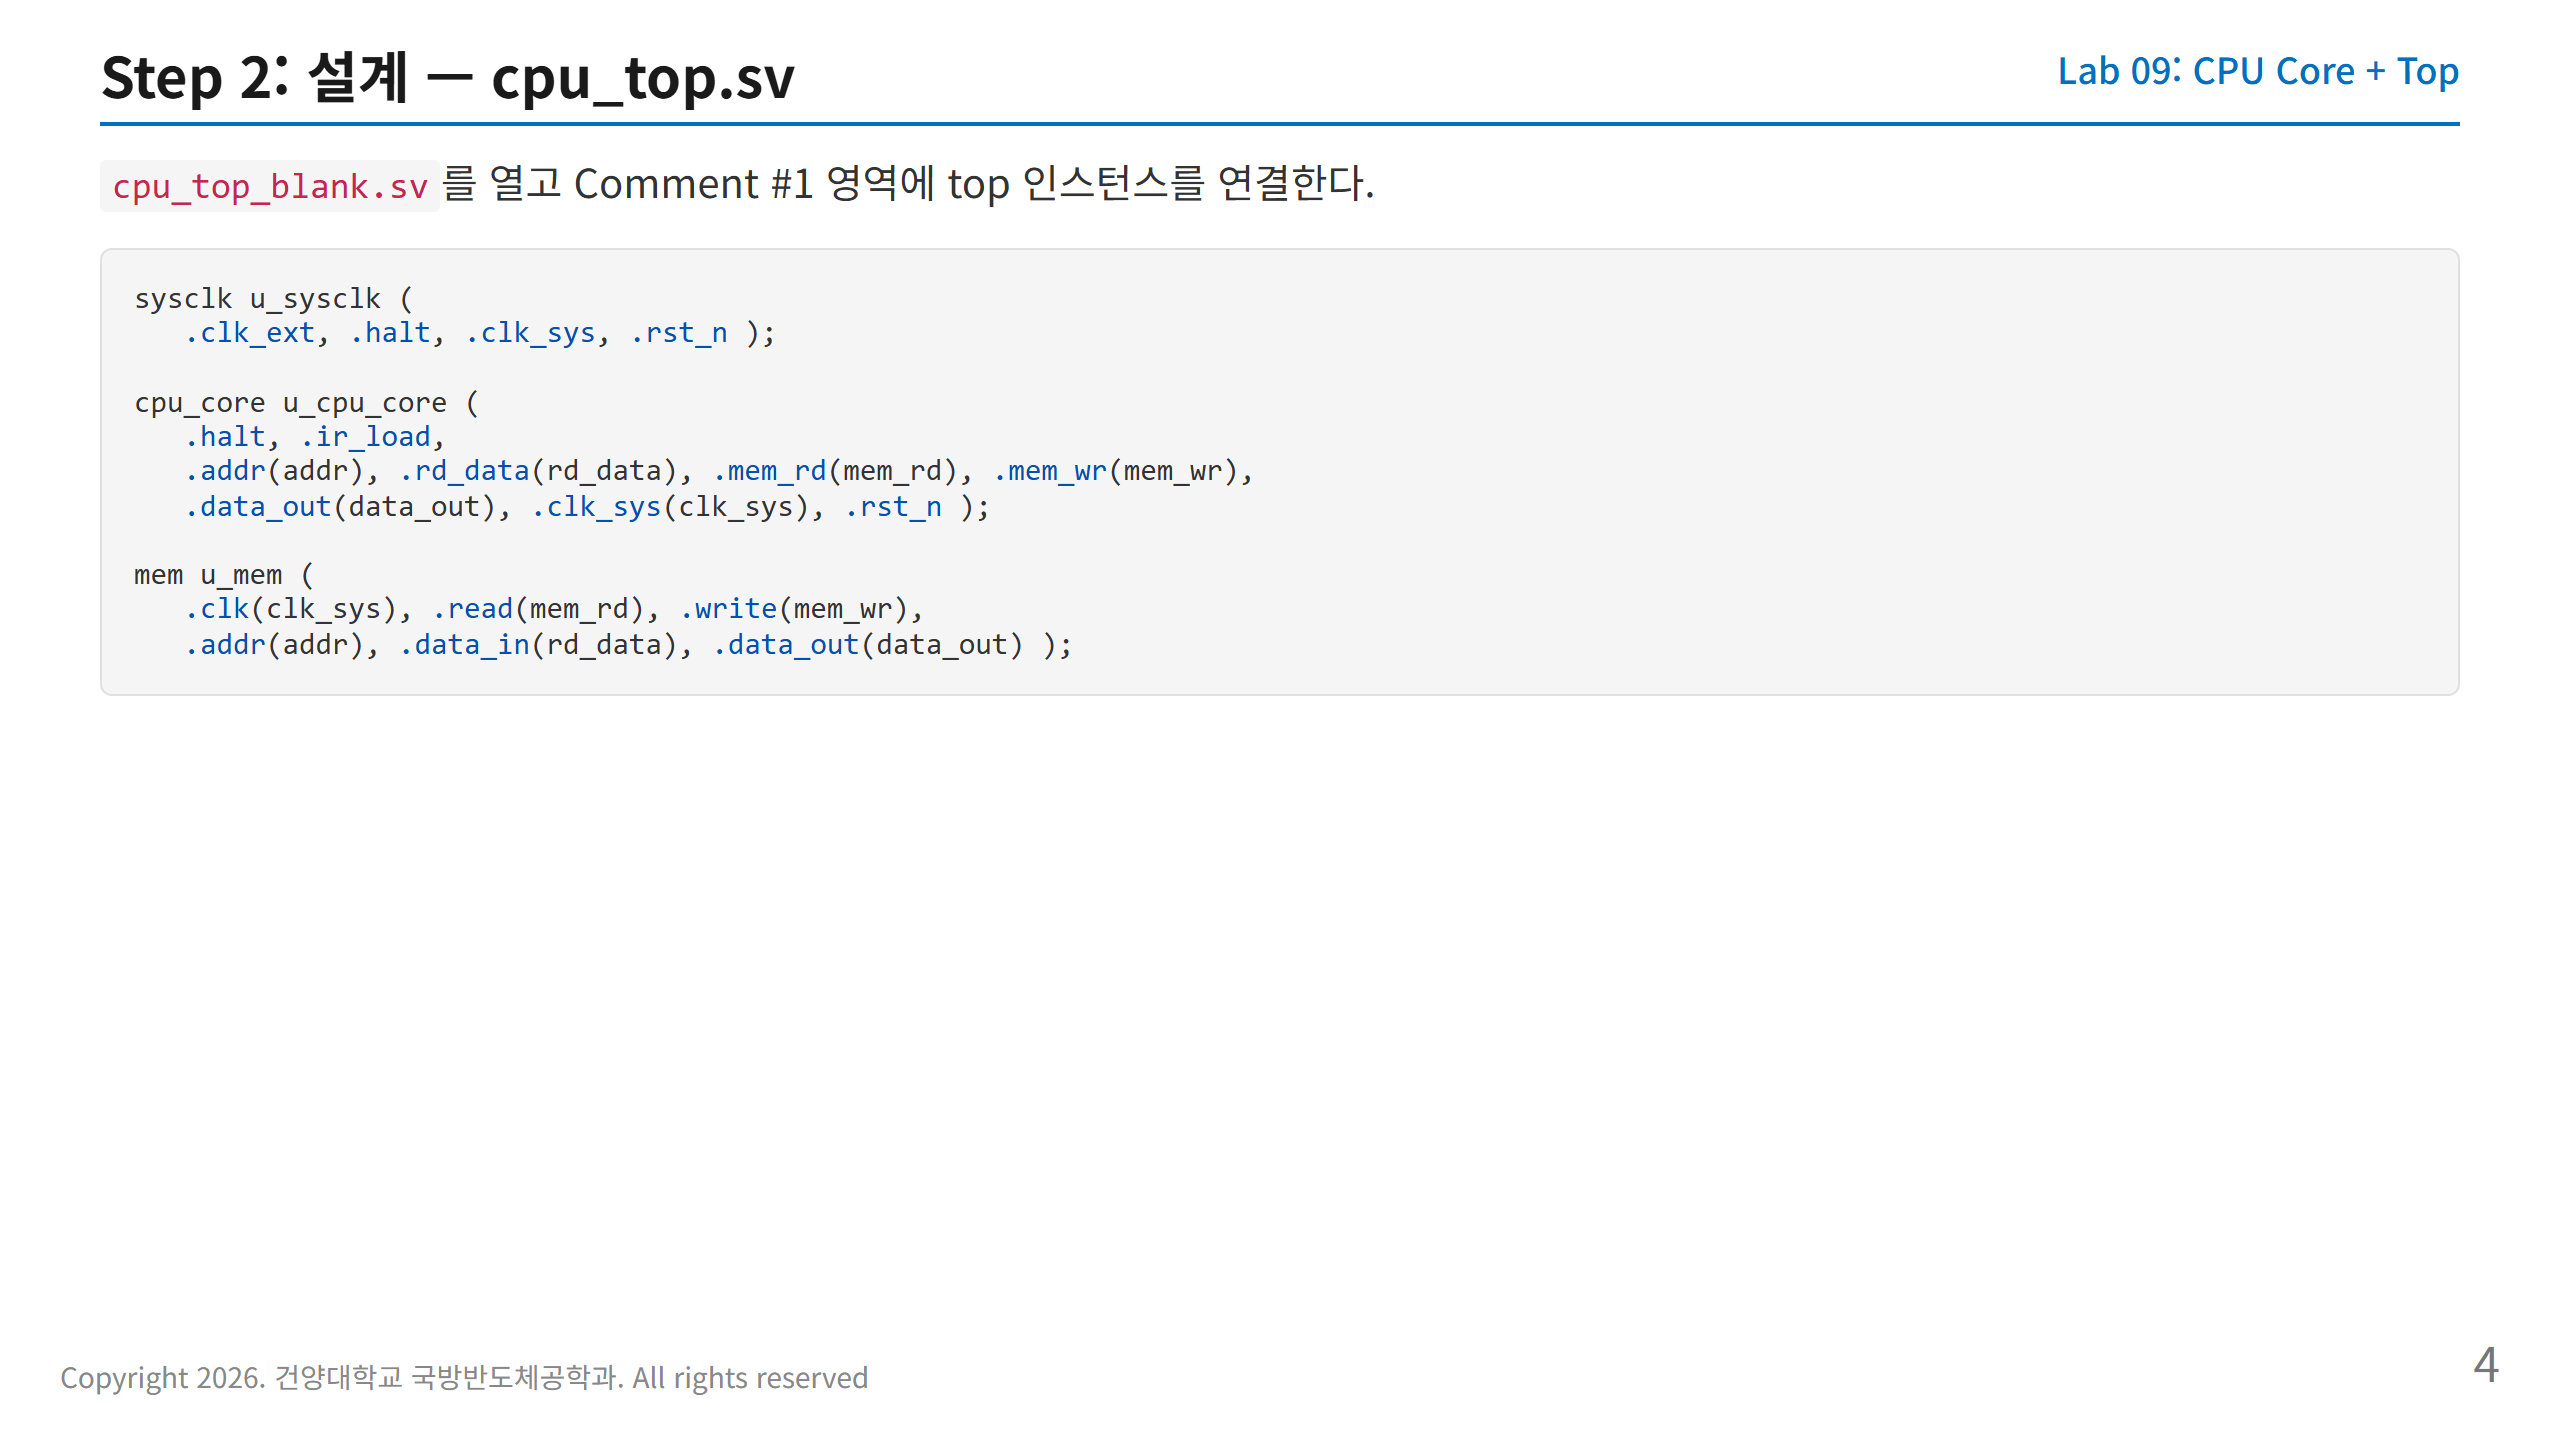 Step 2: 설계 — cpu_top.sv
Lab 09: CPU Core + Top
cpu_top_blank.sv를 열고 Comment #1 영역에 top 인스턴스를 연결한다.
sysclk u_sysclk (
   .clk_ext, .halt, .clk_sys, .rst_n );
cpu_core u_cpu_core (
   .halt, .ir_load,
   .addr(addr), .rd_data(rd_data), .mem_rd(mem_rd), .mem_wr(mem_wr),
   .data_out(data_out), .clk_sys(clk_sys), .rst_n );
mem u_mem (
   .clk(clk_sys), .read(mem_rd), .write(mem_wr),
   .addr(addr), .data_in(rd_data), .data_out(data_out) );
Copyright 2026. 건양대학교 국방반도체공학과. All rights reserved
4